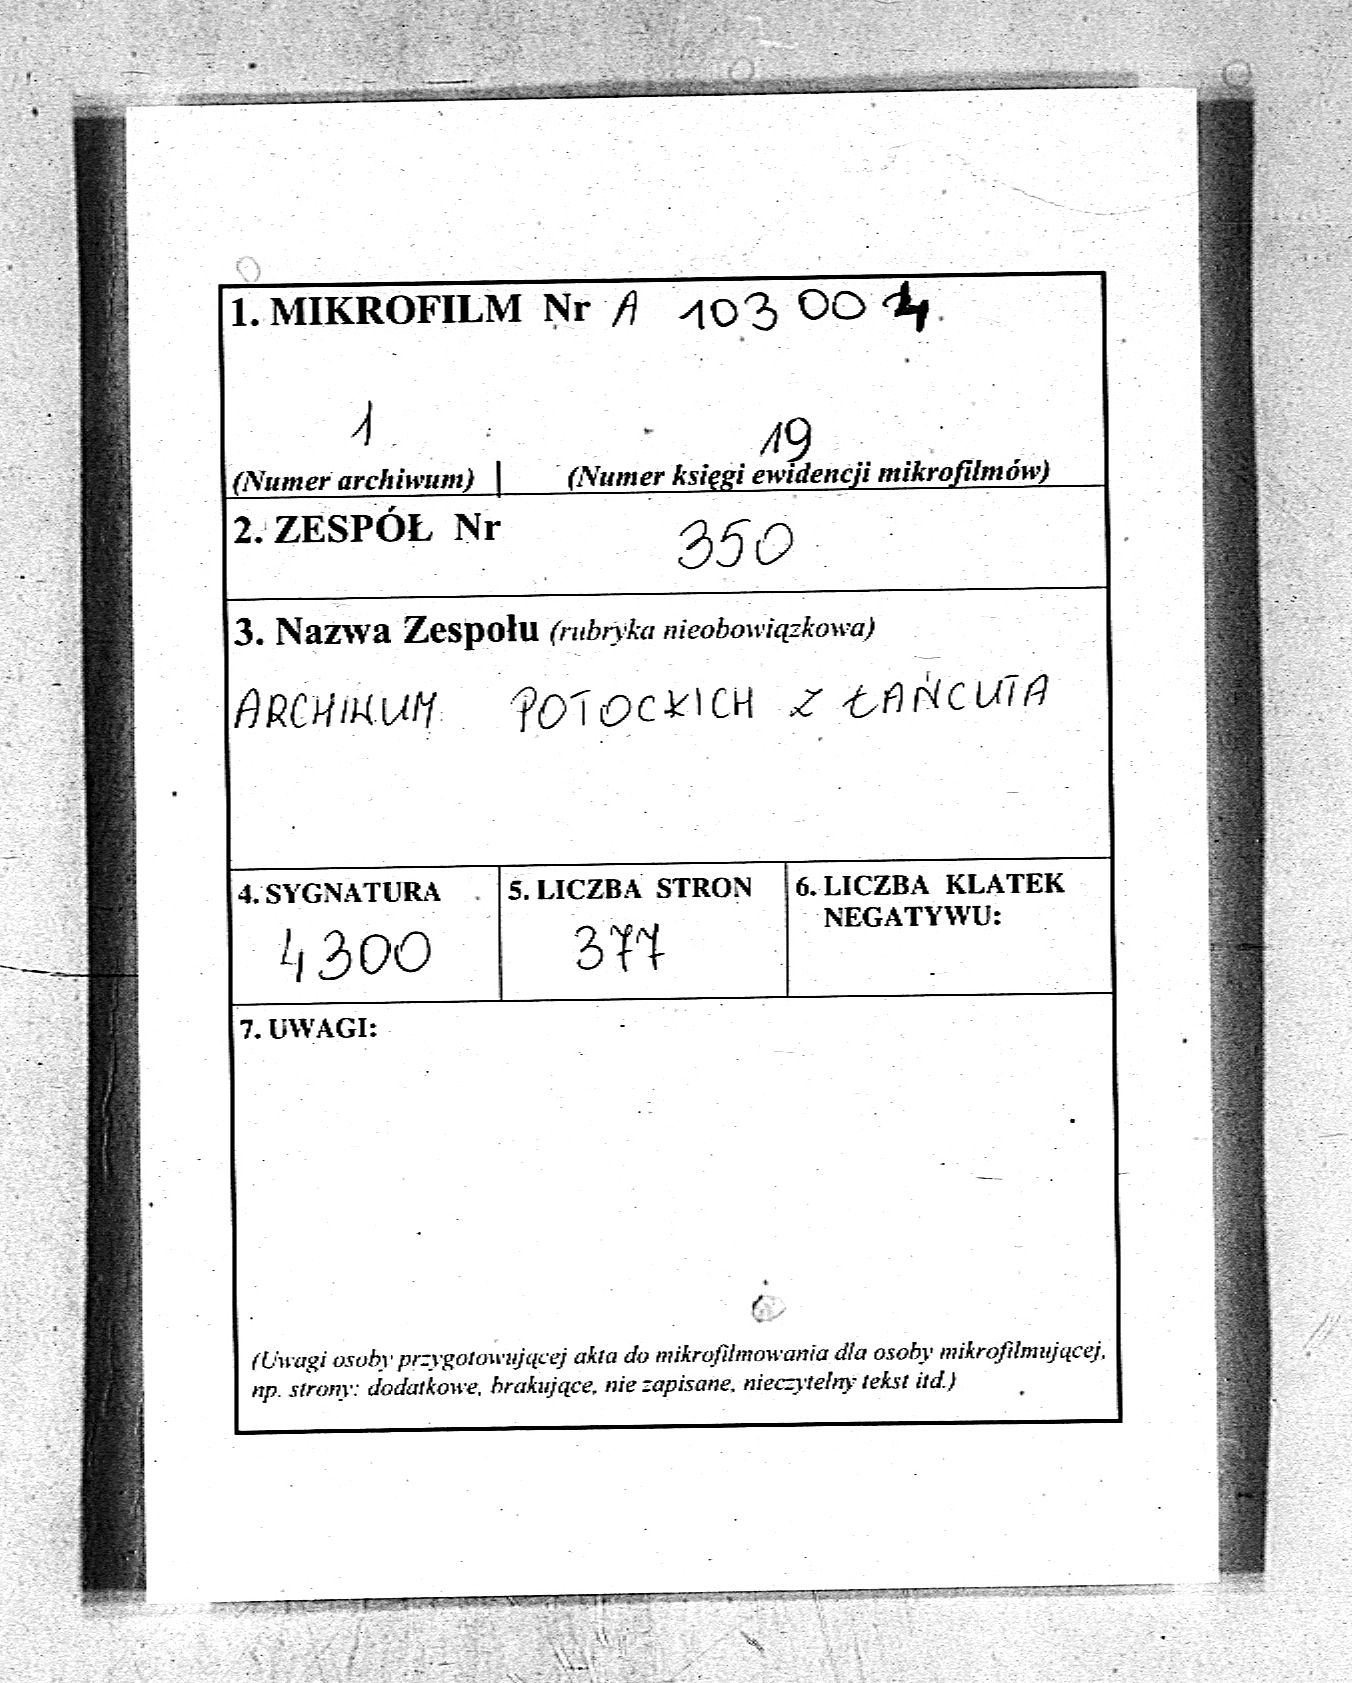 1. MIKROFILM Nr A 103004
1 19
(Numer archiwum) (Numer księgi ewidencji mikrofilmów)
2. ZESPÓŁ Nr 350
3. Nazwa Zespołu (rubryka nieobowiązkowa)
ARCHIWUM POTOCKICH Z ŁAŃCUTA
4. SYGNATURA 5. LICZBA STRON 6. LICZBA KLATEK
NEGATYWU:
4300 377
7. UWAGI:
(Uwagi osoby przygotowującej akta do mikrofilmowania dla osoby mikrofilmującej,
np. strony: dodatkowe, brakujące, nie zapisane, nieczytelny tekst itd.)